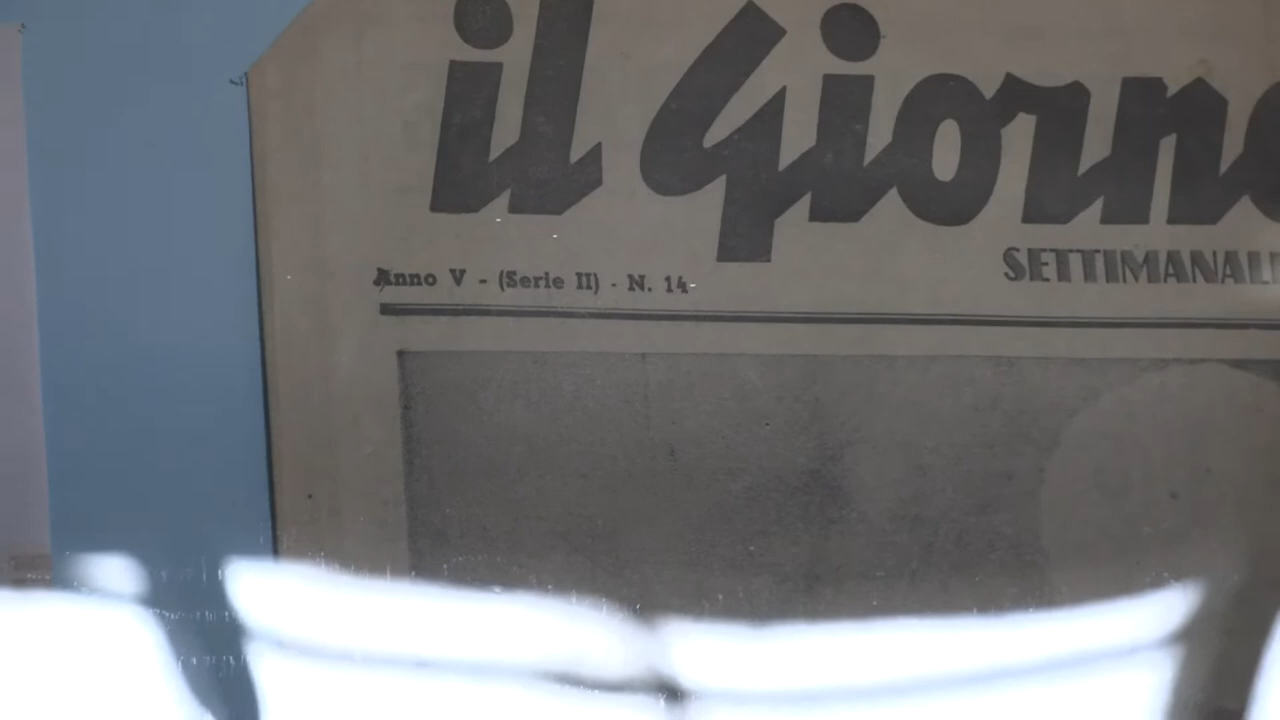 il Giorn
SETTIMANAL
Anno V - (Serie II) - N. 14